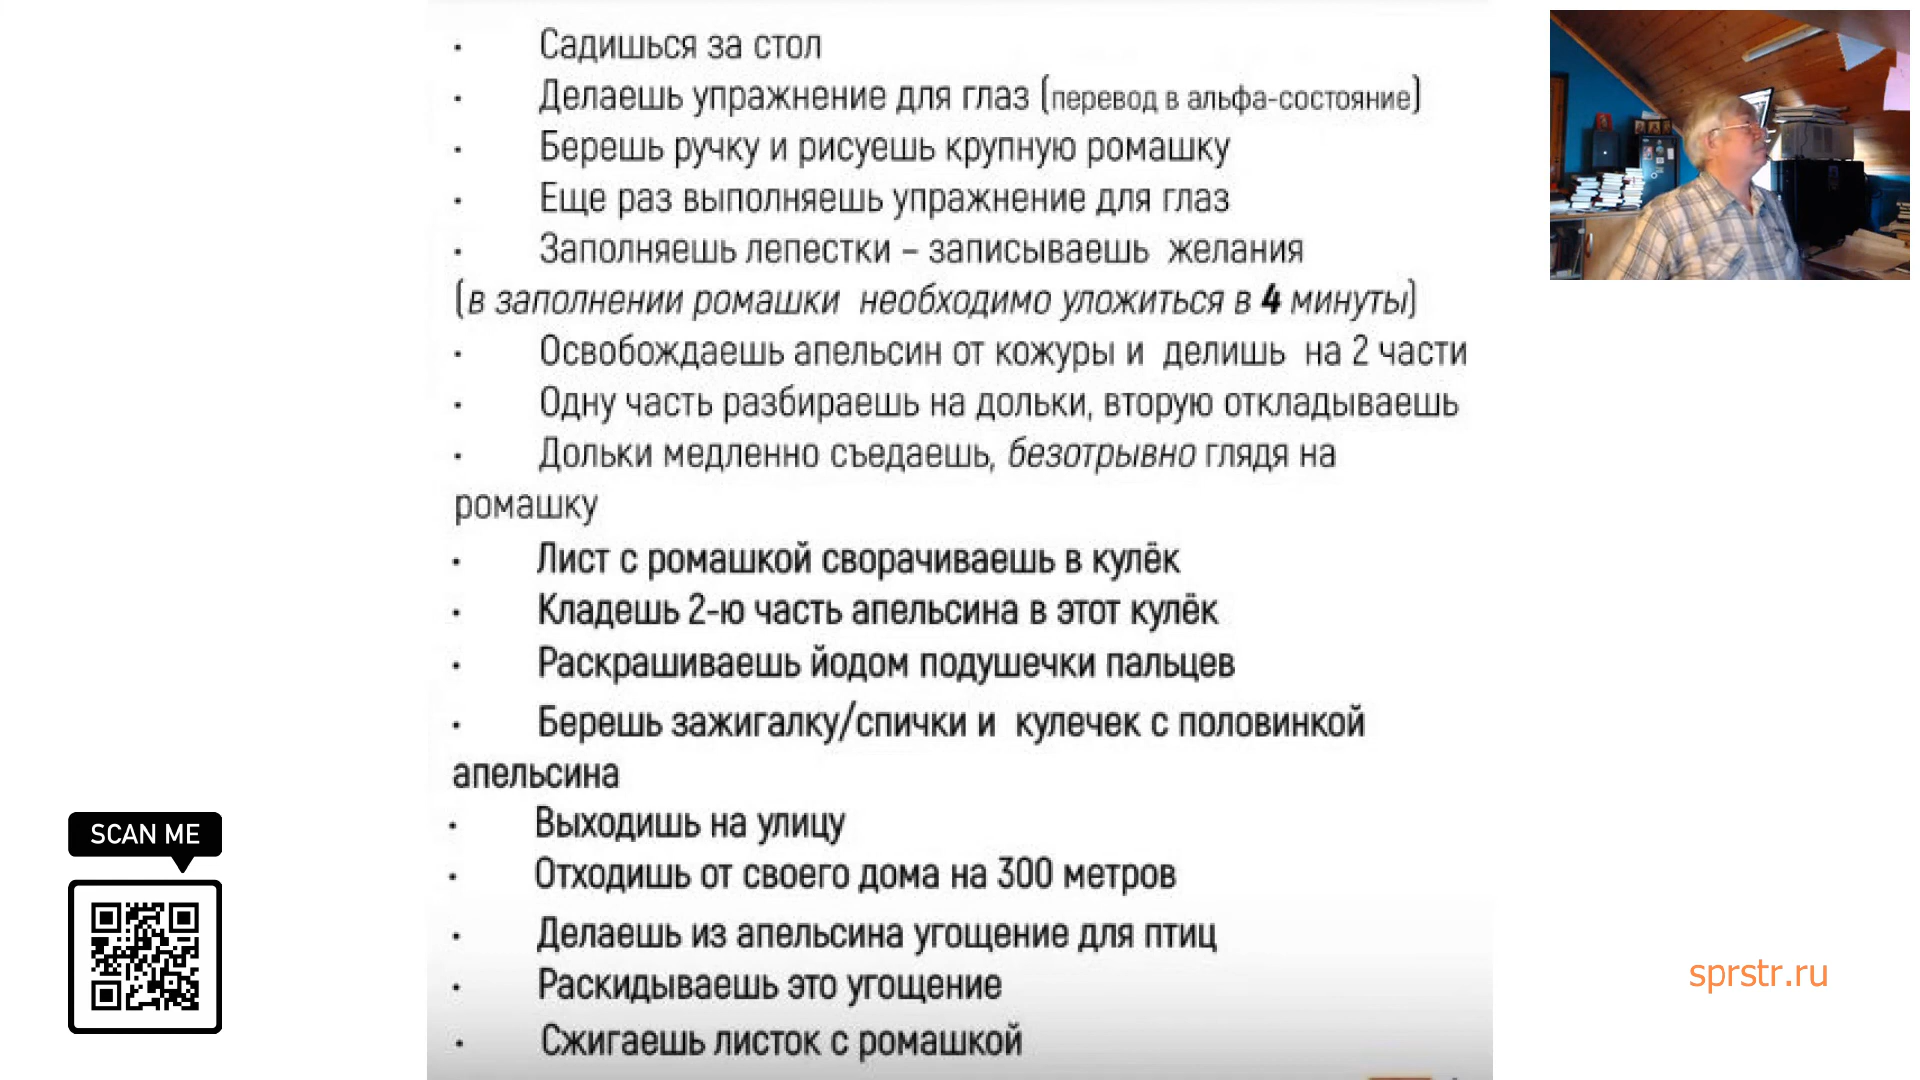 · Садишься за стол
· Делаешь упражнение для глаз (перевод в альфа-состояние)
· Берешь ручку и рисуешь крупную ромашку
· Еще раз выполняешь упражнение для глаз
· Заполняешь лепестки – записываешь желания
(в заполнении ромашки необходимо уложиться в 4 минуты)
· Освобождаешь апельсин от кожуры и делишь на 2 части
· Одну часть разбираешь на дольки, вторую откладываешь
· Дольки медленно съедаешь, безотрывно глядя на
ромашку
· Лист с ромашкой сворачиваешь в кулёк
· Кладешь 2-ю часть апельсина в этот кулёк
· Раскрашиваешь йодом подушечки пальцев
· Берешь зажигалку/спички и кулечек с половинкой
апельсина
· Выходишь на улицу
· Отходишь от своего дома на 300 метров
· Делаешь из апельсина угощение для птиц
· Раскидываешь это угощение
· Сжигаешь листок с ромашкой
SCAN ME
sprstr.ru